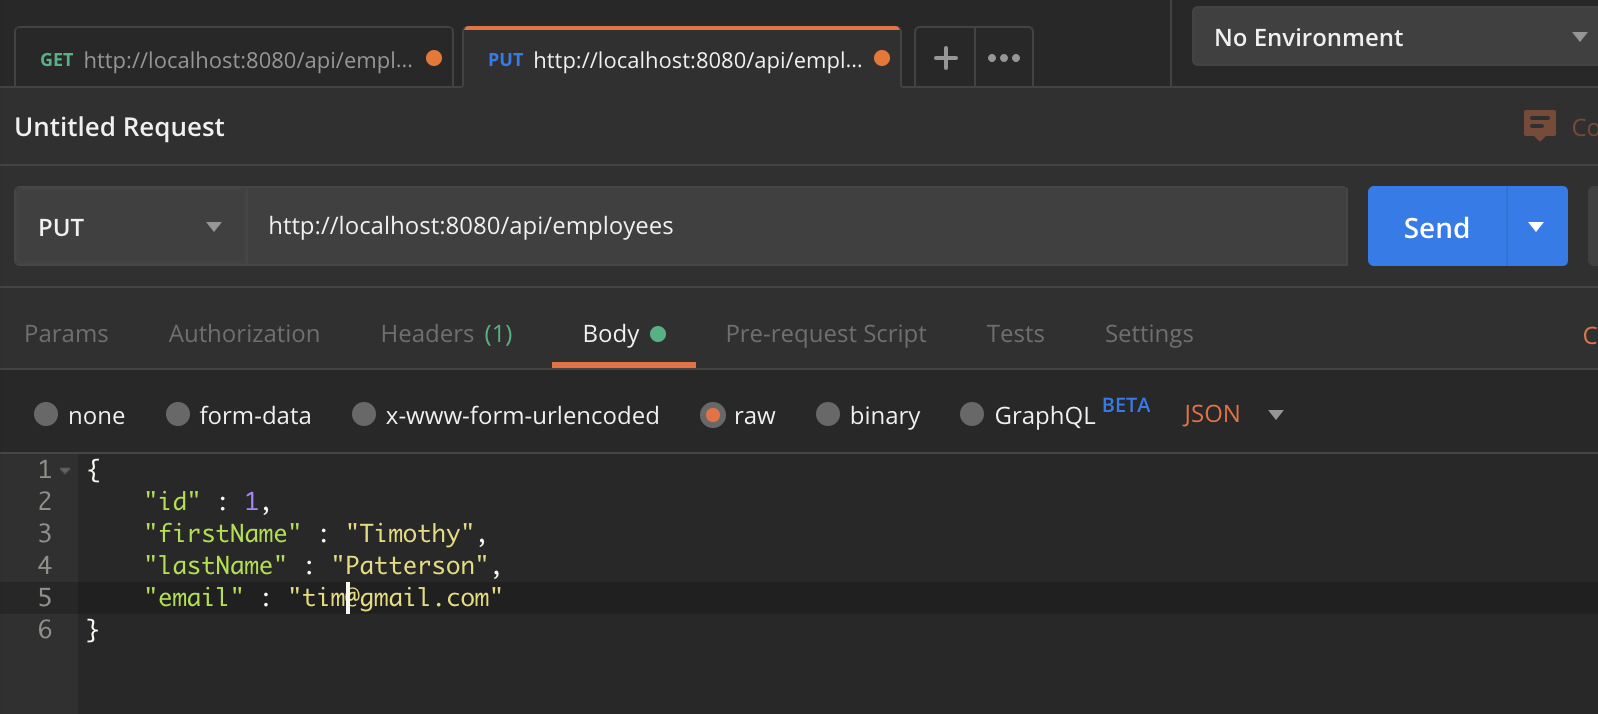 GET http://localhost:8080/api/empl... PUT http://localhost:8080/api/empl... No Environment
Untitled Request
PUT http://localhost:8080/api/employees Send
Params Authorization Headers (1) Body Pre-request Script Tests Settings
none form-data x-www-form-urlencoded raw binary GraphQL BETA JSON
1 {
2 "id" : 1,
3 "firstName" : "Timothy",
4 "lastName" : "Patterson",
5 "email" : "tim@gmail.com"
6 }